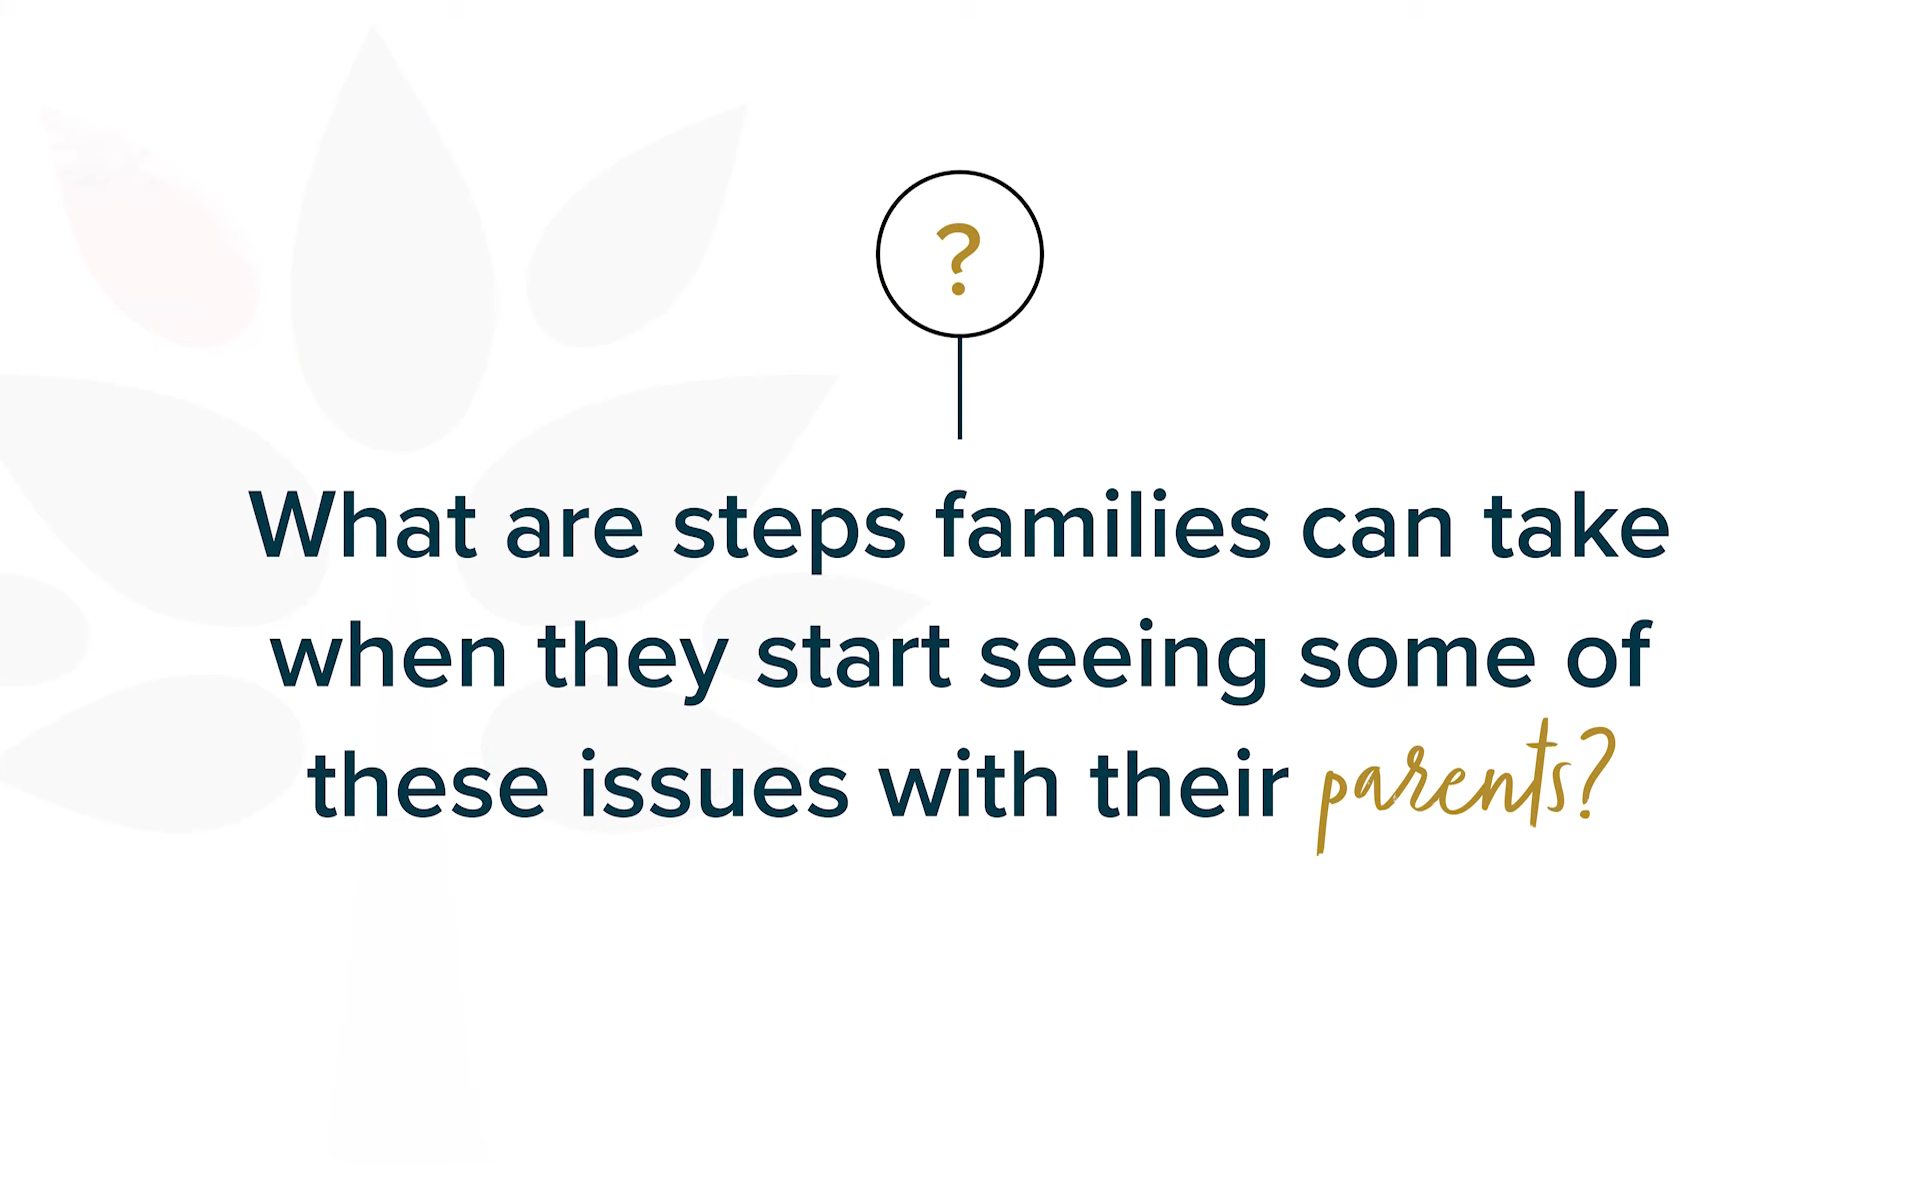 ?
What are steps families can take
when they start seeing some of
these issues with their parents?